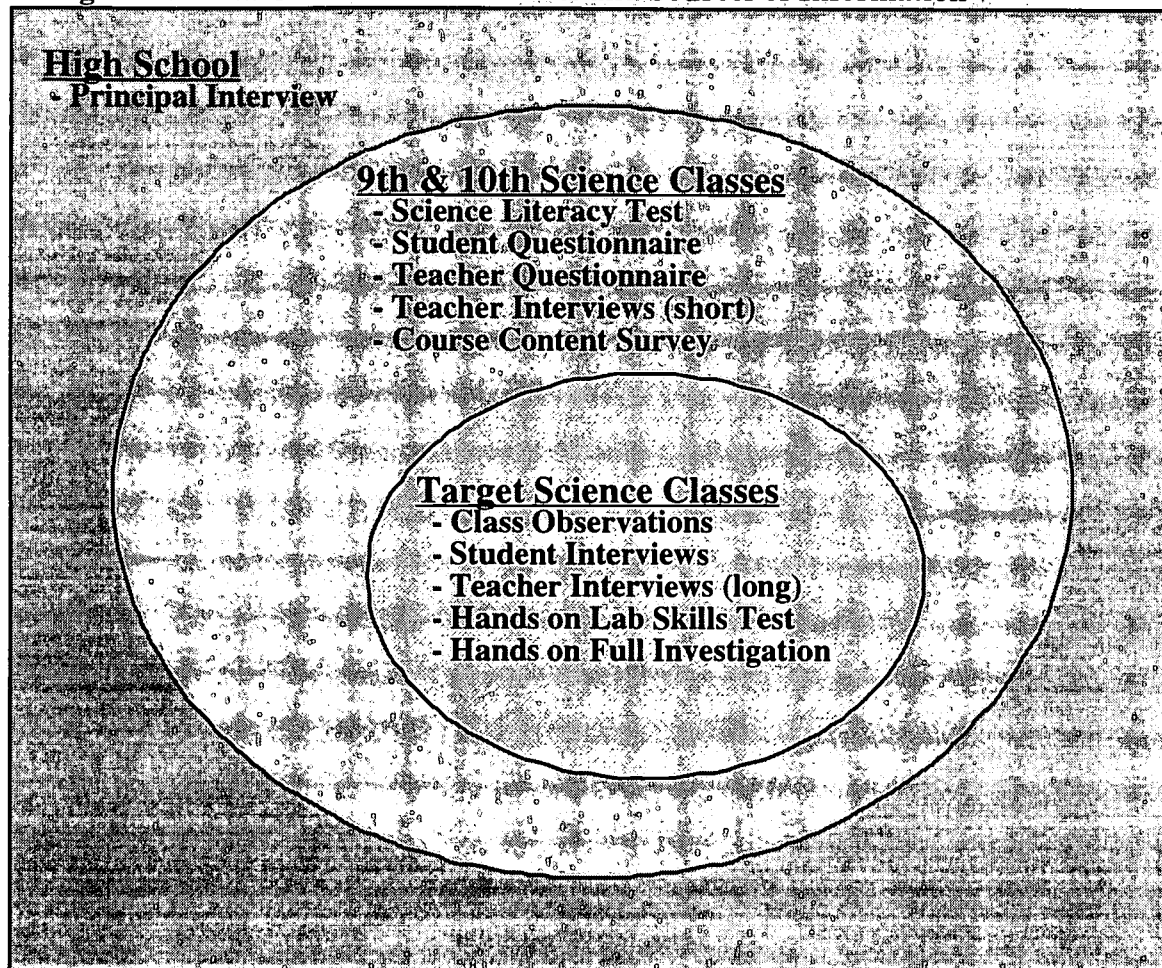 High School
- Principal Interview
9th & 10th Science Classes
- Science Literacy Test
- Student Questionnaire
- Teacher Questionnaire
- Teacher Interviews (short)
- Course Content Survey
Target Science Classes
- Class Observations
- Student Interviews
- Teacher Interviews (long)
- Hands on Lab Skills Test
- Hands on Full Investigation